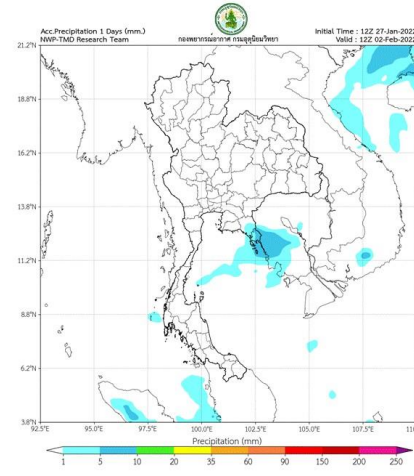 Acc.Precipitation 1 Days (mm.)
NWP-TMD Research Team
กองพยากรณ์อากาศ กรมอุตุนิยมวิทยา
Initial Time : 12Z 27-Jan-2022
Valid : 12Z 02-Feb-2022
21.2°N
18.8°N
16.2°N
13.8°N
11.2°N
8.8°N
6.2°N
3.8°N
92.5°E 95.0°E 97.5°E 100.0°E 102.5°E 105.0°E 107.5°E 110
Precipitation (mm)
1 5 10 20 35 60 90 150 200 250